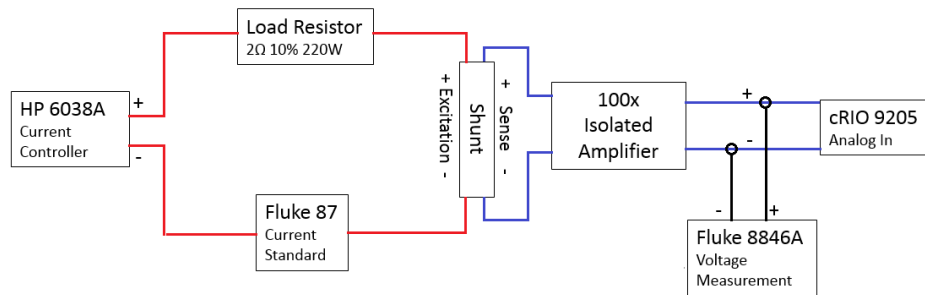 HP 6038A
Current
Controller
+
-
Load Resistor
2Ω 10% 220W
Fluke 87
Current
Standard
+ Excitation -
Shunt
+ Sense -
100x
Isolated
Amplifier
+
-
cRIO 9205
Analog In
-
+
Fluke 8846A
Voltage
Measurement